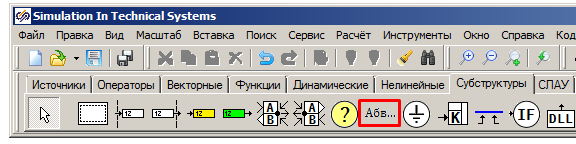 Simulation In Technical Systems
Файл Правка Вид Масштаб Вставка Поиск Сервис Расчёт Инструменты Окно Справка Код
Источники Операторы Векторные Функции Динамические Нелинейные Субструктуры СЛАУ
12 12 12 12 A B A B ? Абв... K IF DLL